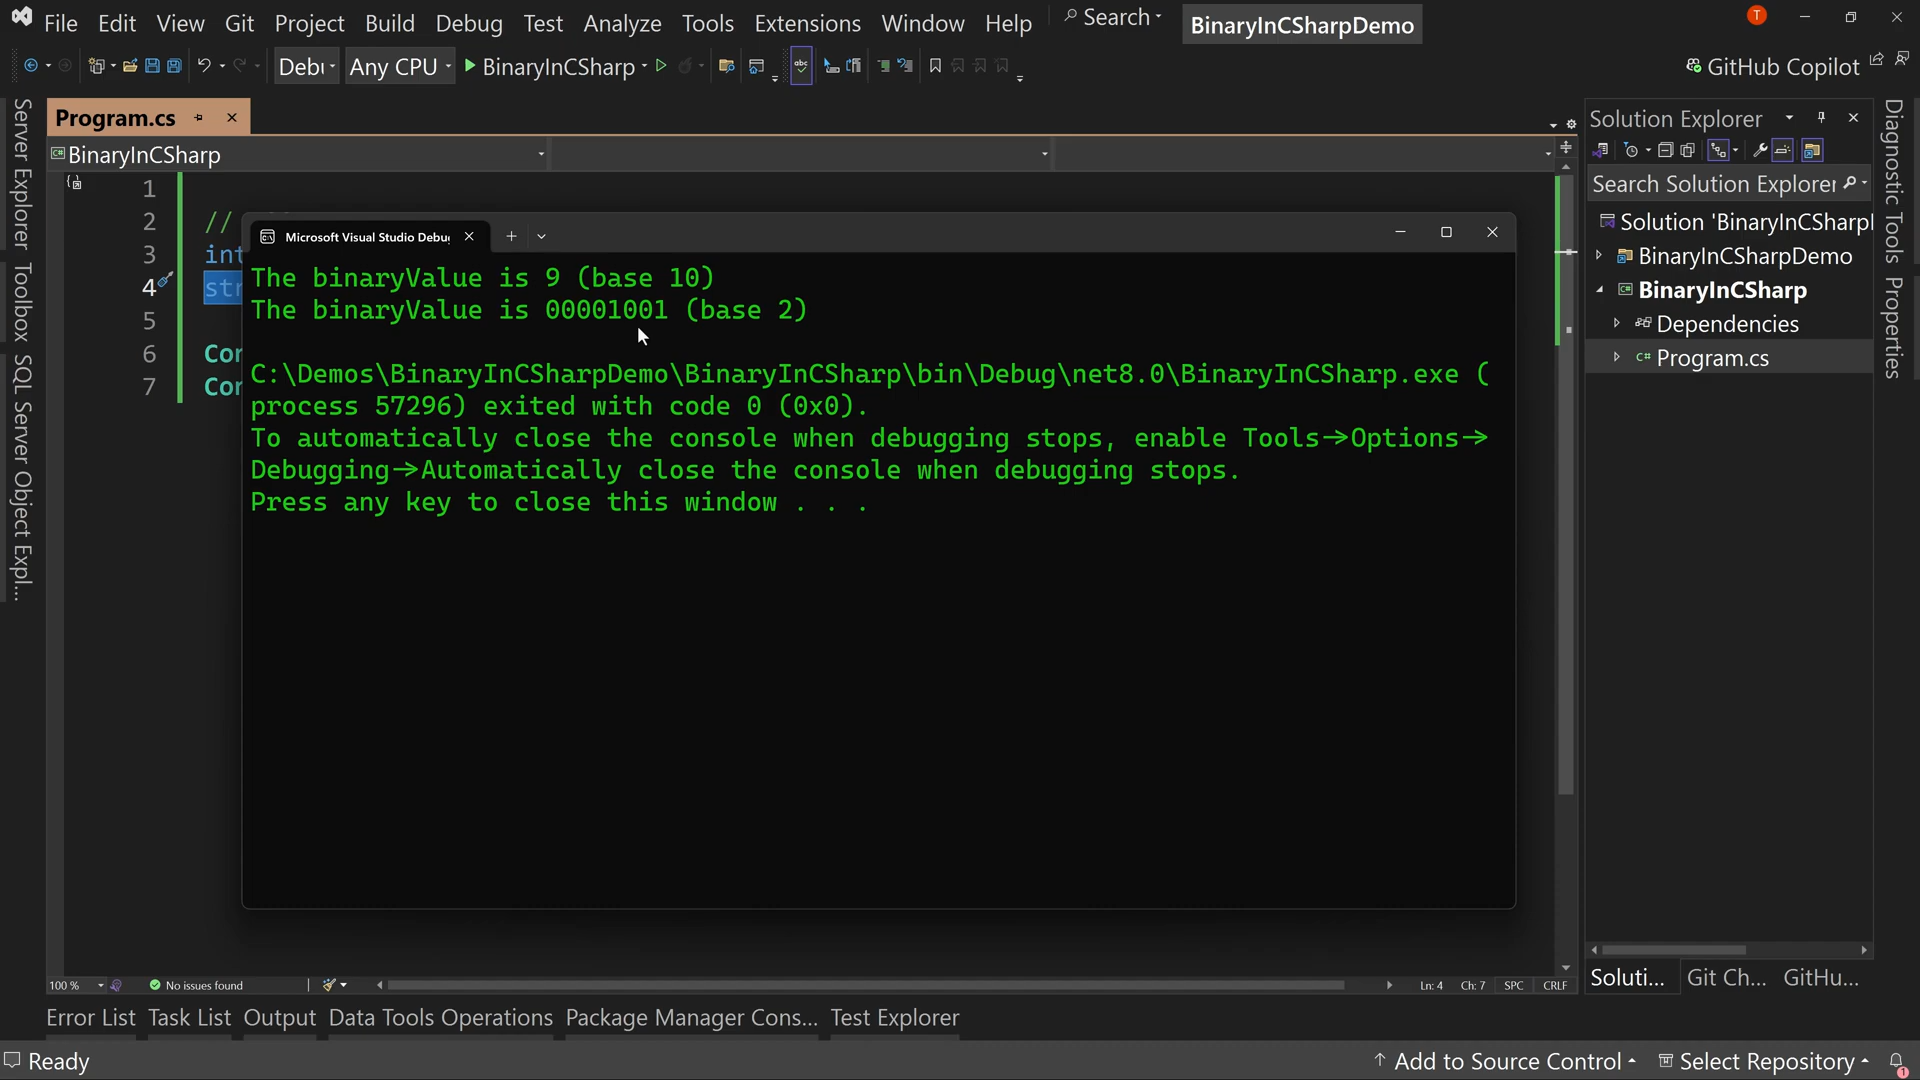 File Edit View Git Project Build Debug Test Analyze Tools Extensions Window Help Search BinaryInCSharpDemo
Debu Any CPU BinaryInCSharp GitHub Copilot
Program.cs
BinaryInCSharp
1
2 //
3 int
4 str
5
6 Con
7 Con
Microsoft Visual Studio Debu
The binaryValue is 9 (base 10)
The binaryValue is 00001001 (base 2)
C:\Demos\BinaryInCSharpDemo\BinaryInCSharp\bin\Debug\net8.0\BinaryInCSharp.exe (
process 57296) exited with code 0 (0x0).
To automatically close the console when debugging stops, enable Tools→Options→
Debugging→Automatically close the console when debugging stops.
Press any key to close this window . . .
Server Explorer
Toolbox
SQL Server Object Expl...
Solution Explorer
Search Solution Explorer
Solution 'BinaryInCSharp
BinaryInCSharpDemo
BinaryInCSharp
Dependencies
C# Program.cs
Soluti... Git Ch... GitHu...
Diagnostic Tools
Properties
100 % No issues found Ln: 4 Ch: 7 SPC CRLF
Error List Task List Output Data Tools Operations Package Manager Cons... Test Explorer
Ready Add to Source Control Select Repository 1